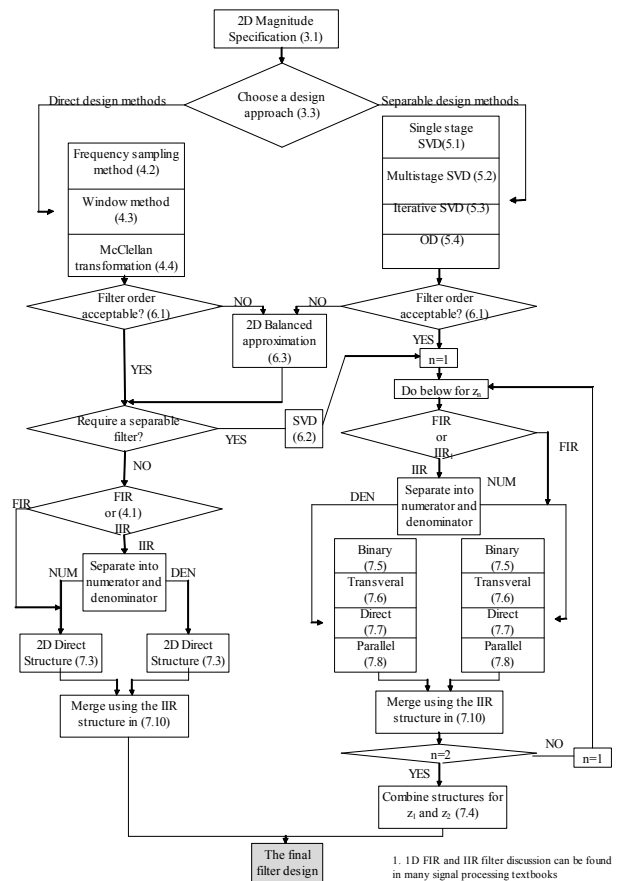 2D Magnitude
Specification (3.1)
Direct design methods
Choose a design
approach (3.3)
Separable design methods
Frequency sampling
method (4.2)
Window method
(4.3)
McClellan
transformation (4.4)
Single stage
SVD(5.1)
Multistage SVD (5.2)
Iterative SVD (5.3)
OD (5.4)
Filter order
acceptable? (6.1)
NO
NO
Filter order
acceptable? (6.1)
2D Balanced
approximation
(6.3)
YES
YES
n=1
Do below for zn
Require a separable
filter?
YES
SVD
(6.2)
FIR
or
IIR1
FIR
NO
IIR
FIR
FIR
or (4.1)
IIR
IIR
DEN
Separate into
numerator and
denominator
NUM
NUM
Separate into
numerator and
denominator
DEN
Binary
(7.5)
Transveral
(7.6)
Direct
(7.7)
Parallel
(7.8)
Binary
(7.5)
Transveral
(7.6)
Direct
(7.7)
Parallel
(7.8)
2D Direct
Structure (7.3)
2D Direct
Structure (7.3)
Merge using the IIR
structure in (7.10)
Merge using the IIR
structure in (7.10)
n=2
NO
n=1
YES
Combine structures for
z1 and z2 (7.4)
The final
filter design
1. 1D FIR and IIR filter discussion can be found
in many signal processing textbooks